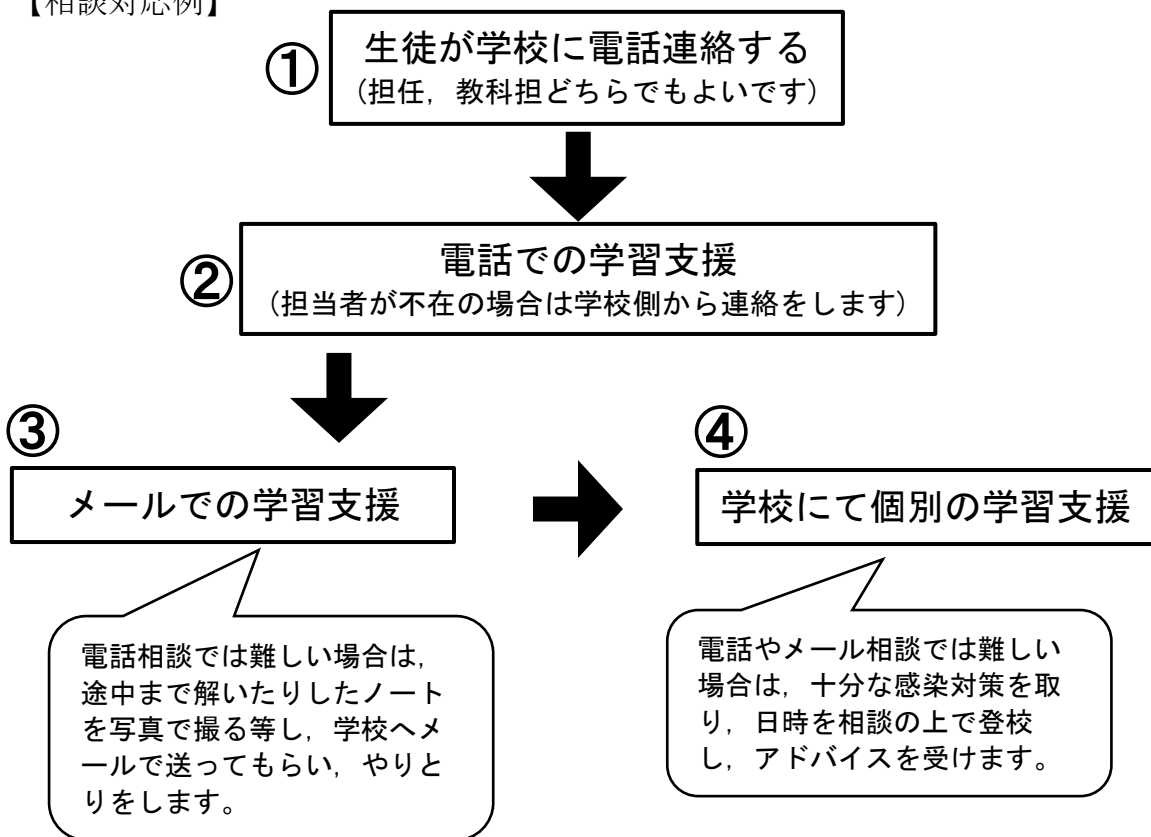 【相談対応例】
①
生徒が学校に電話連絡する
（担任，教科担どちらでもよいです）
②
電話での学習支援
（担当者が不在の場合は学校側から連絡をします）
③
メールでの学習支援
電話相談では難しい場合は，
途中まで解いたりしたノート
を写真で撮る等し，学校へメ
ールで送ってもらい，やりと
りをします。
④
学校にて個別の学習支援
電話やメール相談では難しい
場合は，十分な感染対策を取
り，日時を相談の上で登校
し，アドバイスを受けます。